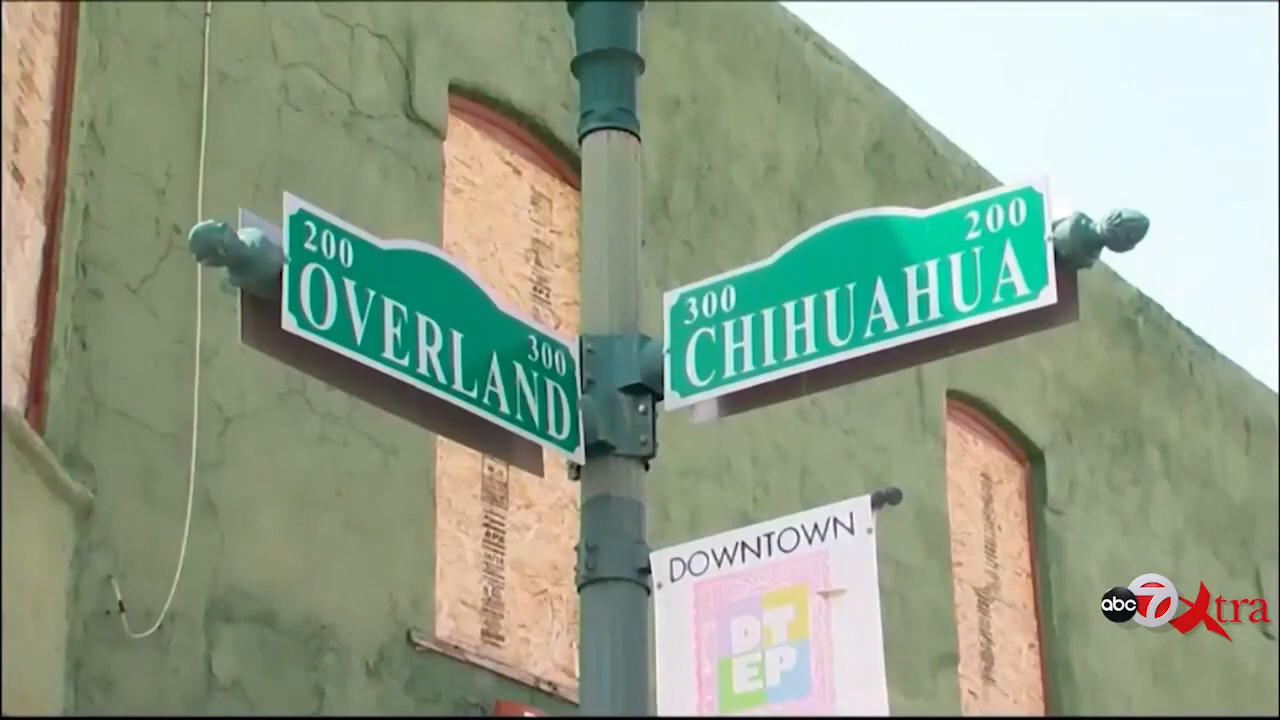 200
OVERLAND
300
300
200
CHIHUAHUA
DOWNTOWN
DT
EP
abc 7 Xtra